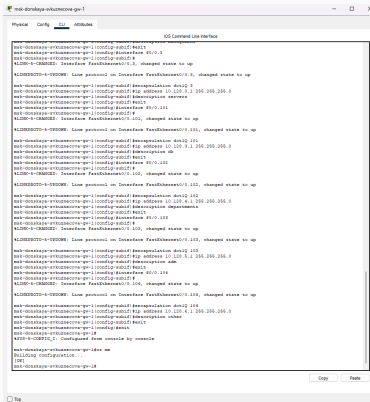 msk-donskaya-avkuznecova-gw-1
Physical Config CLI Attributes
IOS Command Line Interface
msk-donskaya-avkuznecova-gw-1(config-subif)#exit
msk-donskaya-avkuznecova-gw-1(config)#interface f0/0.3
msk-donskaya-avkuznecova-gw-1(config-subif)#
%LINK-5-CHANGED: Interface FastEthernet0/0.3, changed state to up
%LINEPROTO-5-UPDOWN: Line protocol on Interface FastEthernet0/0.3, changed state to up
msk-donskaya-avkuznecova-gw-1(config-subif)#encapsulation dot1Q 3
msk-donskaya-avkuznecova-gw-1(config-subif)#ip address 10.128.0.1 255.255.255.0
msk-donskaya-avkuznecova-gw-1(config-subif)#description servers
msk-donskaya-avkuznecova-gw-1(config-subif)#exit
msk-donskaya-avkuznecova-gw-1(config)#interface f0/0.101
msk-donskaya-avkuznecova-gw-1(config-subif)#
%LINK-5-CHANGED: Interface FastEthernet0/0.101, changed state to up
%LINEPROTO-5-UPDOWN: Line protocol on Interface FastEthernet0/0.101, changed state to up
msk-donskaya-avkuznecova-gw-1(config-subif)#encapsulation dot1Q 101
msk-donskaya-avkuznecova-gw-1(config-subif)#ip address 10.128.3.1 255.255.255.0
msk-donskaya-avkuznecova-gw-1(config-subif)#description dk
msk-donskaya-avkuznecova-gw-1(config-subif)#exit
msk-donskaya-avkuznecova-gw-1(config)#interface f0/0.102
msk-donskaya-avkuznecova-gw-1(config-subif)#
%LINK-5-CHANGED: Interface FastEthernet0/0.102, changed state to up
%LINEPROTO-5-UPDOWN: Line protocol on Interface FastEthernet0/0.102, changed state to up
msk-donskaya-avkuznecova-gw-1(config-subif)#encapsulation dot1Q 102
msk-donskaya-avkuznecova-gw-1(config-subif)#ip address 10.128.4.1 255.255.255.0
msk-donskaya-avkuznecova-gw-1(config-subif)#description departments
msk-donskaya-avkuznecova-gw-1(config-subif)#exit
msk-donskaya-avkuznecova-gw-1(config)#interface f0/0.103
msk-donskaya-avkuznecova-gw-1(config-subif)#
%LINK-5-CHANGED: Interface FastEthernet0/0.103, changed state to up
%LINEPROTO-5-UPDOWN: Line protocol on Interface FastEthernet0/0.103, changed state to up
msk-donskaya-avkuznecova-gw-1(config-subif)#encapsulation dot1Q 103
msk-donskaya-avkuznecova-gw-1(config-subif)#ip address 10.128.5.1 255.255.255.0
msk-donskaya-avkuznecova-gw-1(config-subif)#description adm
msk-donskaya-avkuznecova-gw-1(config-subif)#exit
msk-donskaya-avkuznecova-gw-1(config)#interface f0/0.104
msk-donskaya-avkuznecova-gw-1(config-subif)#
%LINK-5-CHANGED: Interface FastEthernet0/0.104, changed state to up
%LINEPROTO-5-UPDOWN: Line protocol on Interface FastEthernet0/0.104, changed state to up
msk-donskaya-avkuznecova-gw-1(config-subif)#encapsulation dot1Q 104
msk-donskaya-avkuznecova-gw-1(config-subif)#ip address 10.128.6.1 255.255.255.0
msk-donskaya-avkuznecova-gw-1(config-subif)#description other
msk-donskaya-avkuznecova-gw-1(config-subif)#exit
msk-donskaya-avkuznecova-gw-1(config)#exit
msk-donskaya-avkuznecova-gw-1#
%SYS-5-CONFIG_I: Configured from console by console
msk-donskaya-avkuznecova-gw-1#wr me
Building configuration...
[OK]
msk-donskaya-avkuznecova-gw-1#
Copy Paste
Top